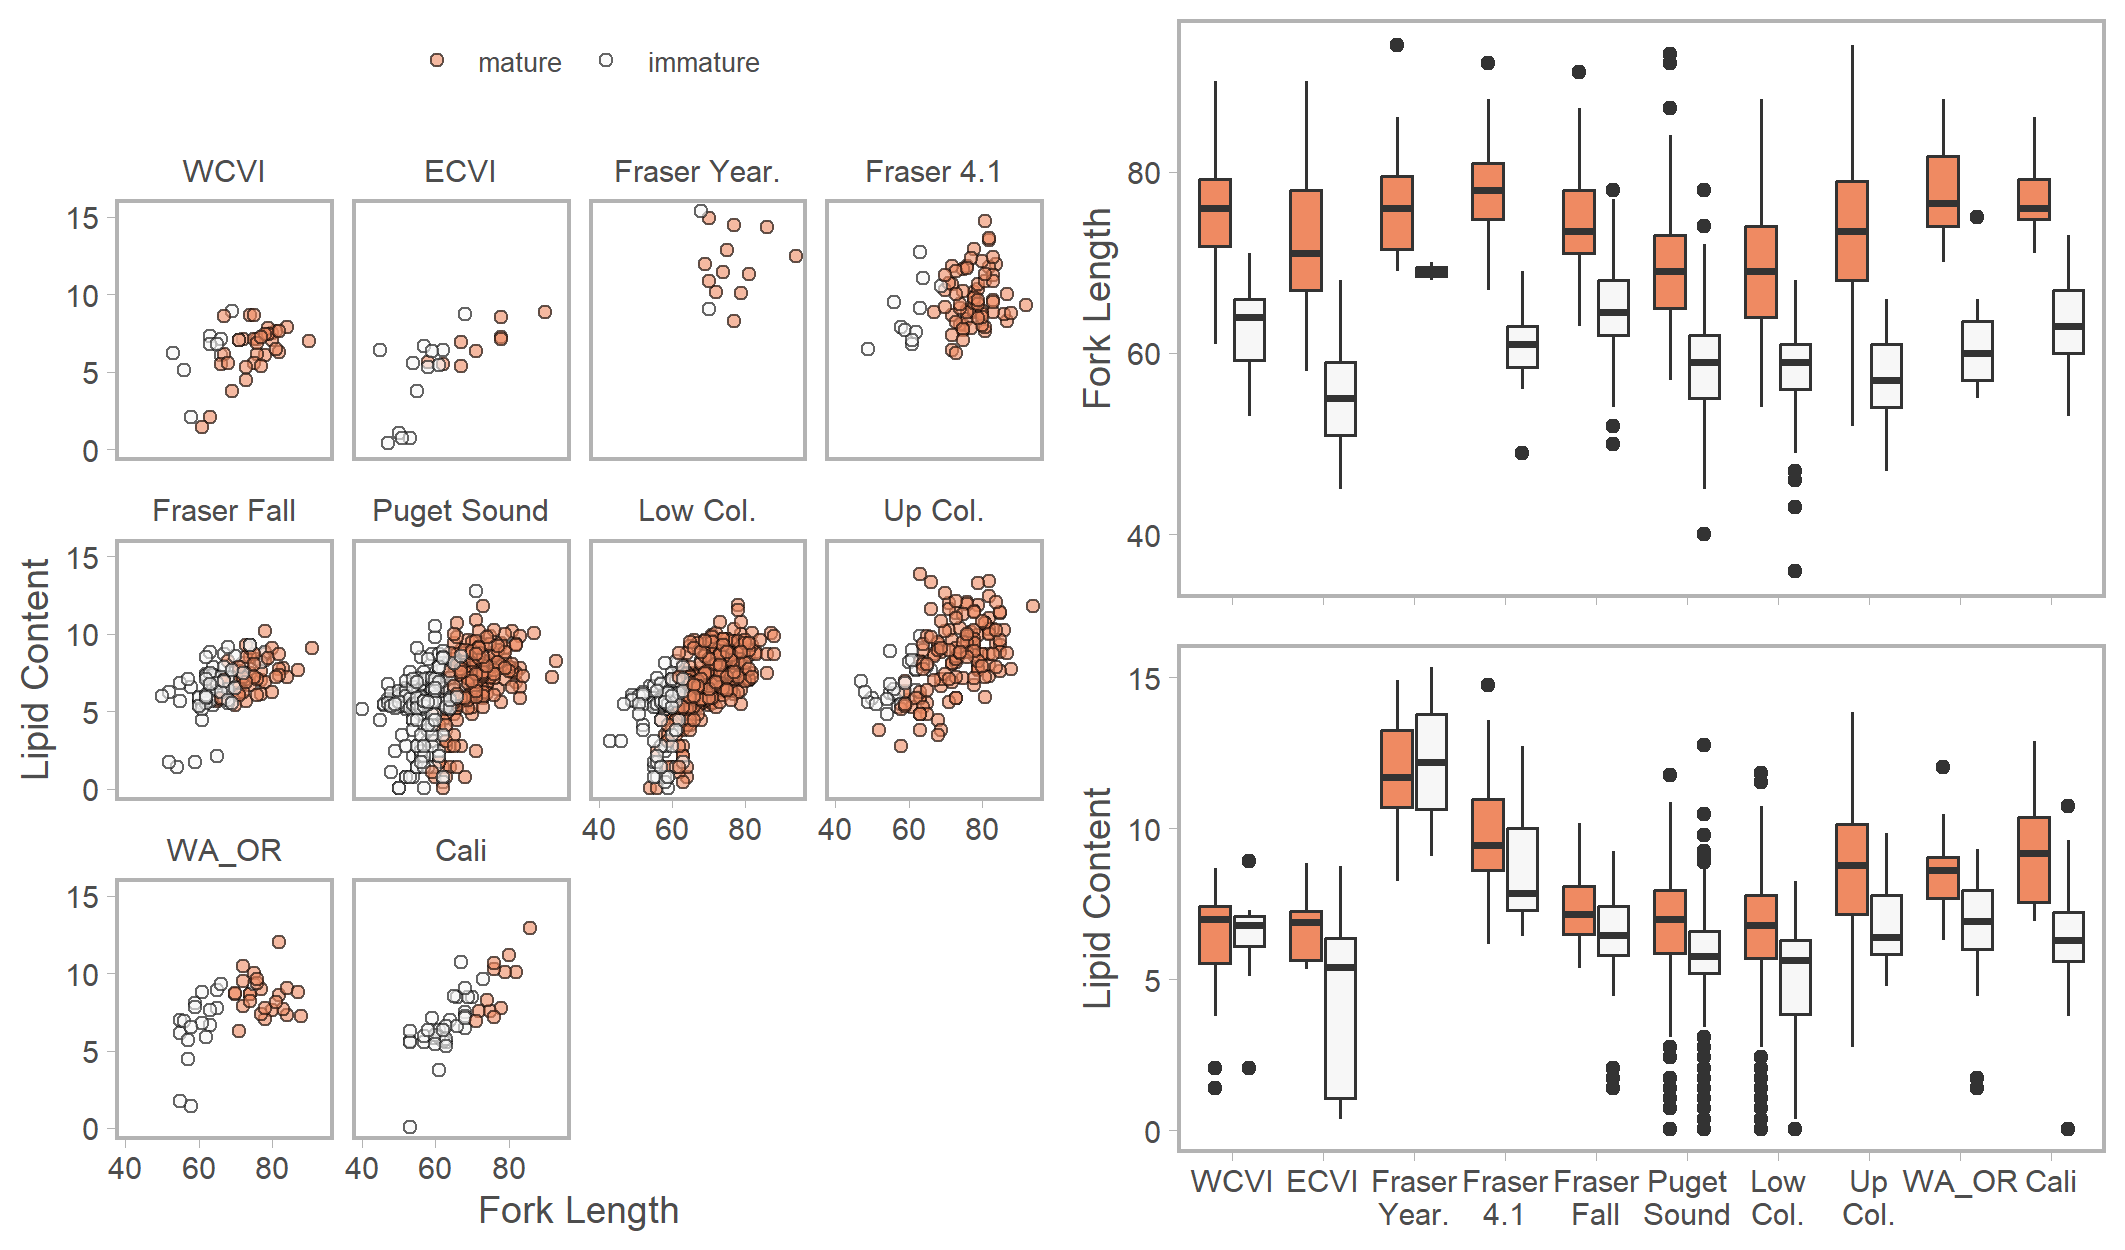 mature immature
WCVI ECVI Fraser Year. Fraser 4.1
15
10
5
0
Fraser Fall Puget Sound Low Col. Up Col.
15
10
5
0
40 60 80 40 60 80
WA_OR Cali
15
10
5
0
40 60 80 40 60 80
Lipid Content
Fork Length
Fork Length
80
60
40
Lipid Content
15
10
5
0
WCVI ECVI Fraser Fraser Fraser Puget Low Up WA_OR Cali
Year. 4.1 Fall Sound Col. Col.